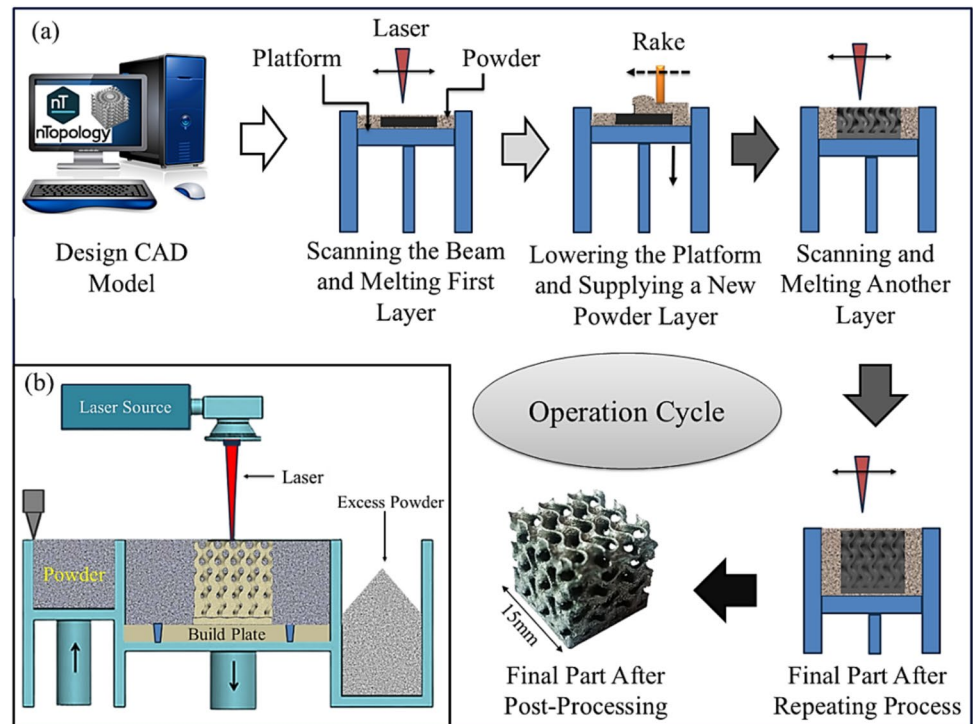 (a)
nT
nTopology
Design CAD
Model
Laser
Platform
Powder
Scanning the Beam
and Melting First
Layer
Rake
Lowering the Platform
and Supplying a New
Powder Layer
Scanning and
Melting Another
Layer
Operation Cycle
Final Part After
Repeating Process
15mm
Final Part After
Post-Processing
(b)
Laser Source
Laser
Excess Powder
Powder
Build Plate